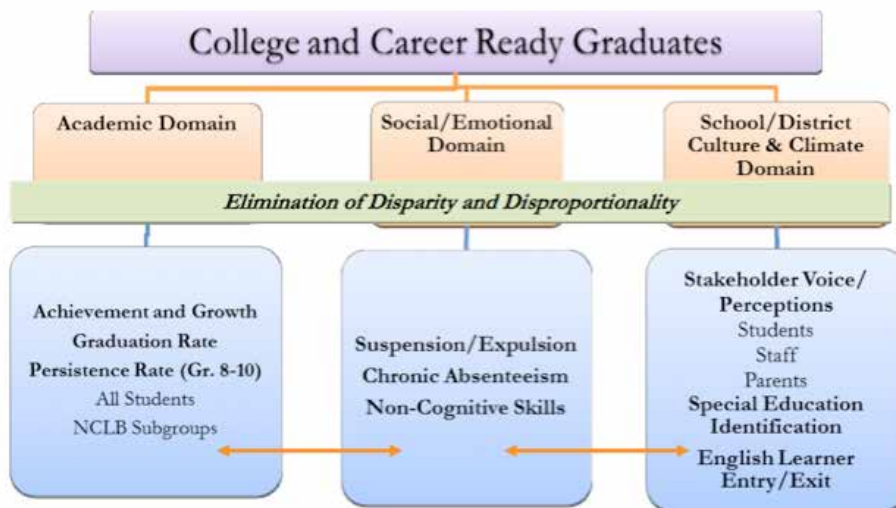 College and Career Ready Graduates
Academic Domain
Social/Emotional
Domain
School/District
Culture & Climate
Domain
Elimination of Disparity and Disproportionality
Achievement and Growth
Graduation Rate
Persistence Rate (Gr. 8-10)
All Students
NCLB Subgroups
Suspension/Expulsion
Chronic Absenteeism
Non-Cognitive Skills
Stakeholder Voice/
Perceptions
Students
Staff
Parents
Special Education
Identification
English Learner
Entry/Exit